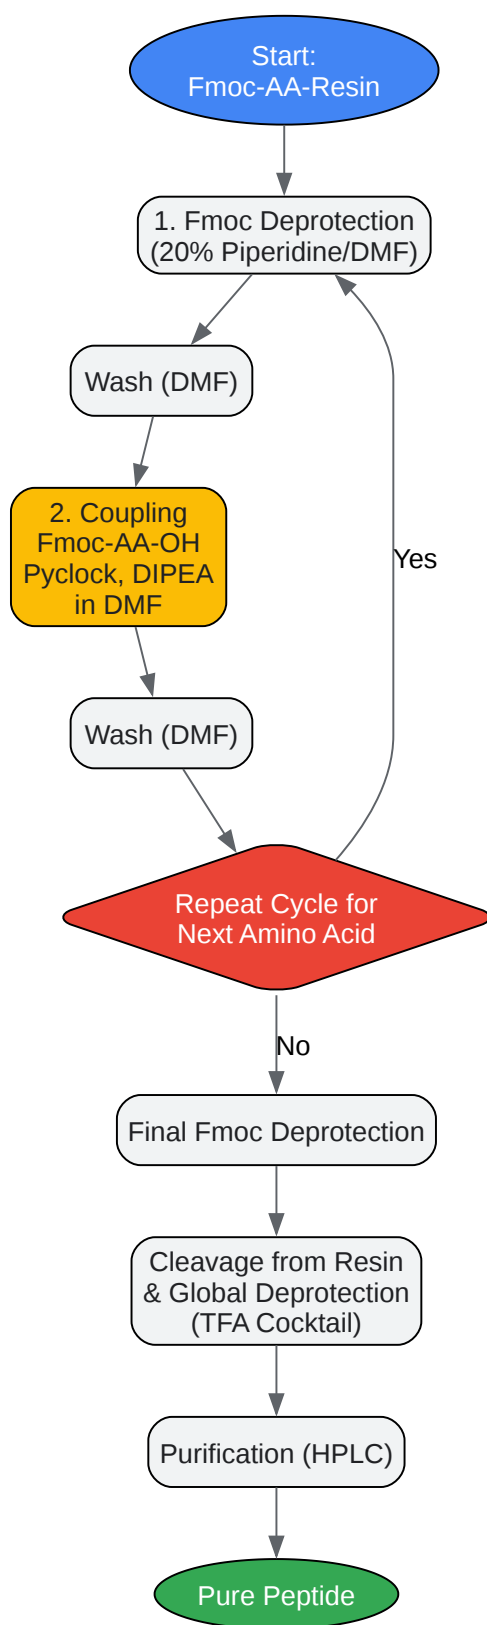 Start:
Fmoc-AA-Resin
1. Fmoc Deprotection
(20% Piperidine/DMF)
Wash (DMF)
2. Coupling
Fmoc-AA-OH
Pyclock, DIPEA
in DMF
Yes
Wash (DMF)
Repeat Cycle for
Next Amino Acid
No
Final Fmoc Deprotection
Cleavage from Resin
& Global Deprotection
(TFA Cocktail)
Purification (HPLC)
Pure Peptide